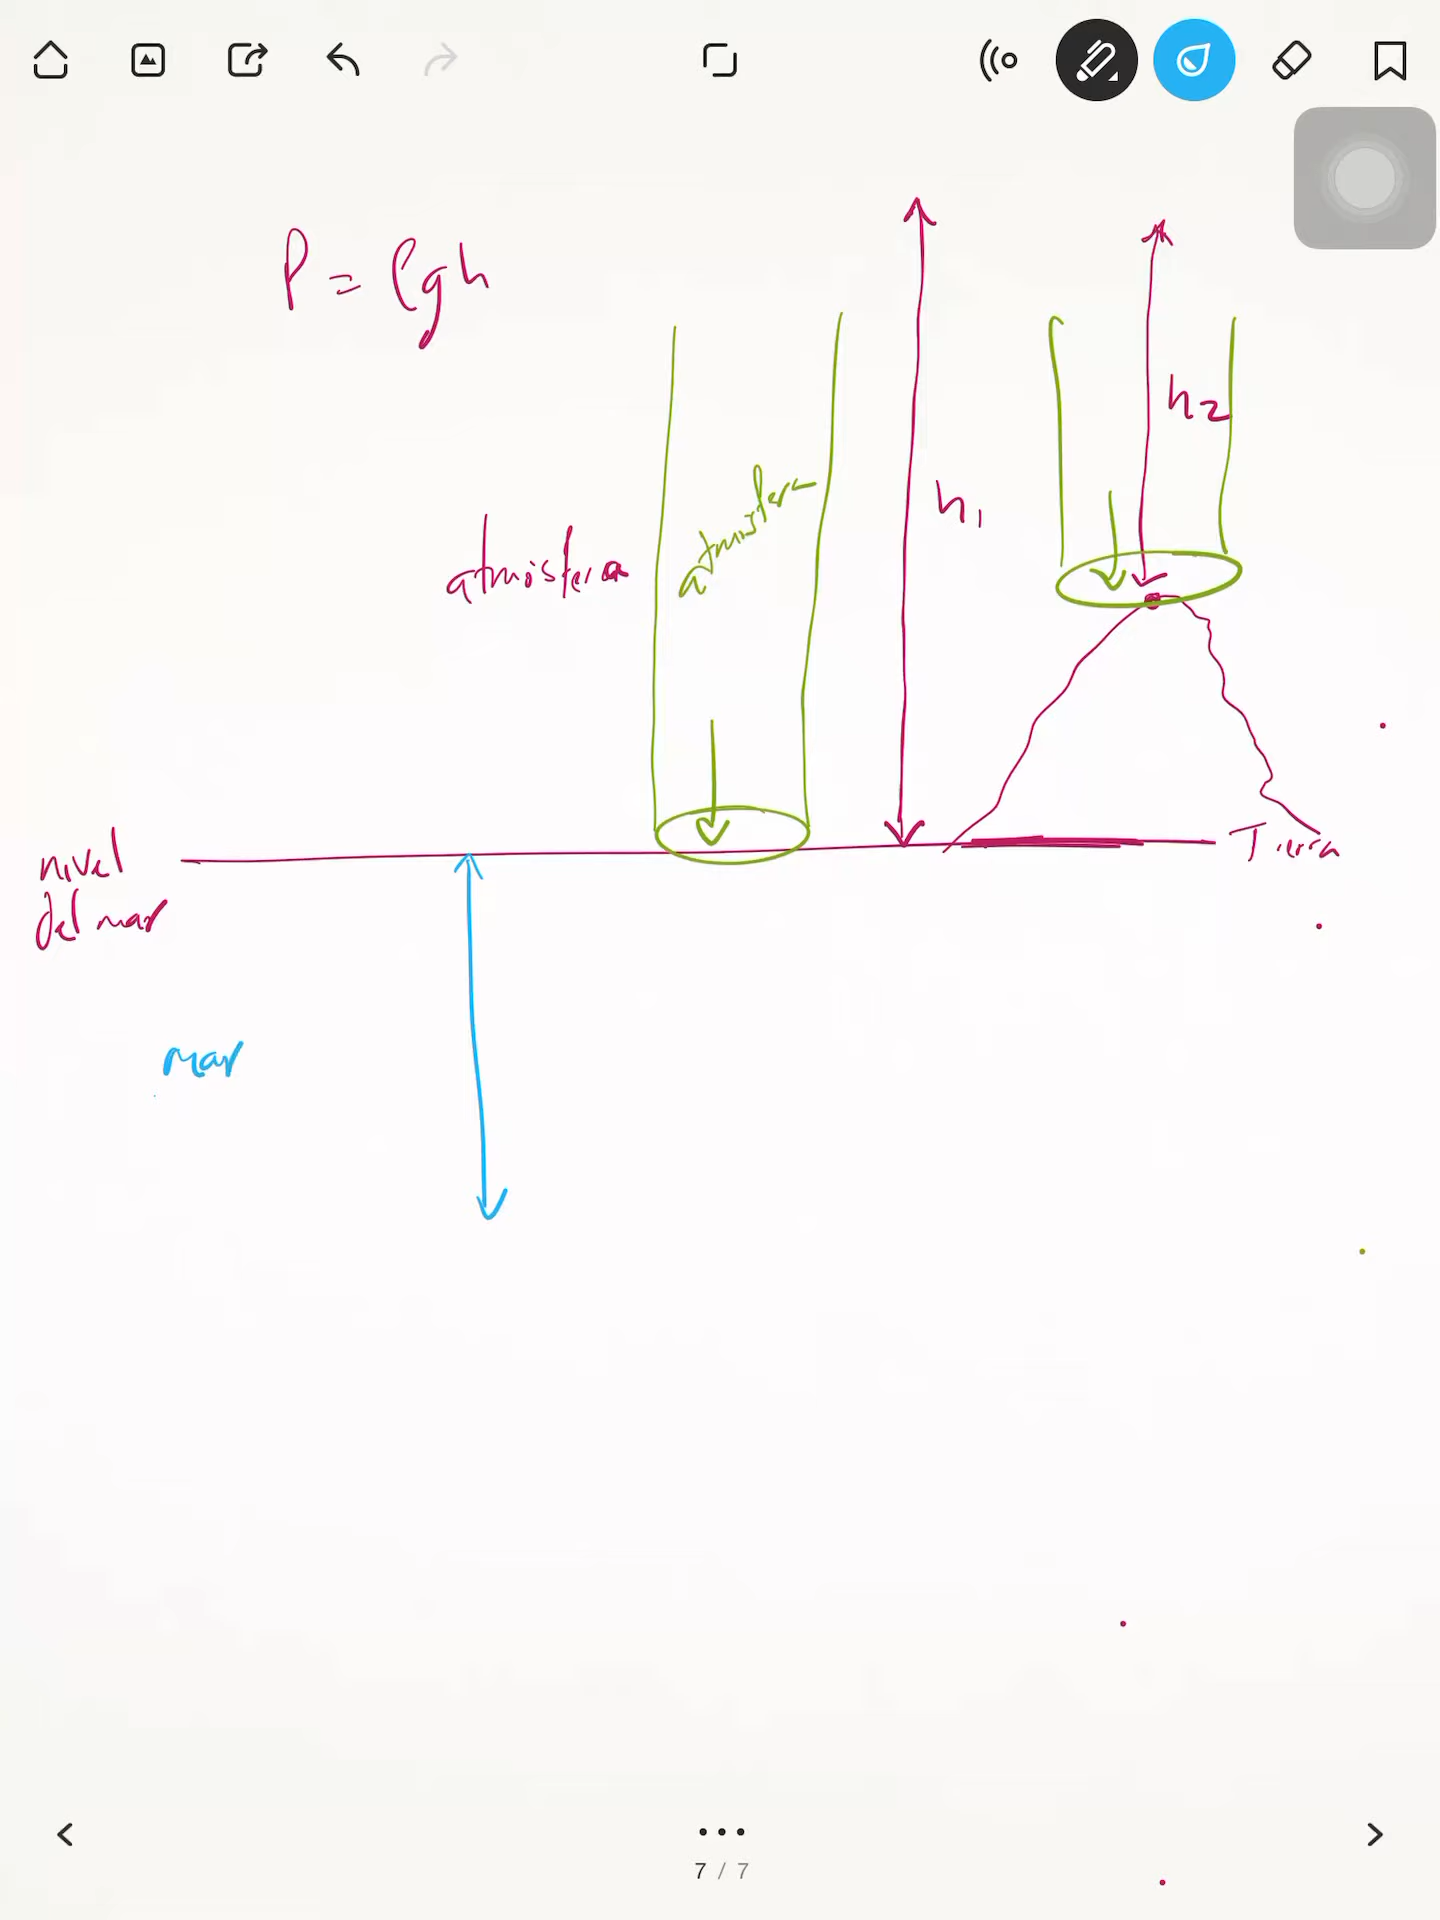 P = ρgh
h2
h1
atmósfera
atmósfera
nivel
del mar
Tierra
mar
7 / 7